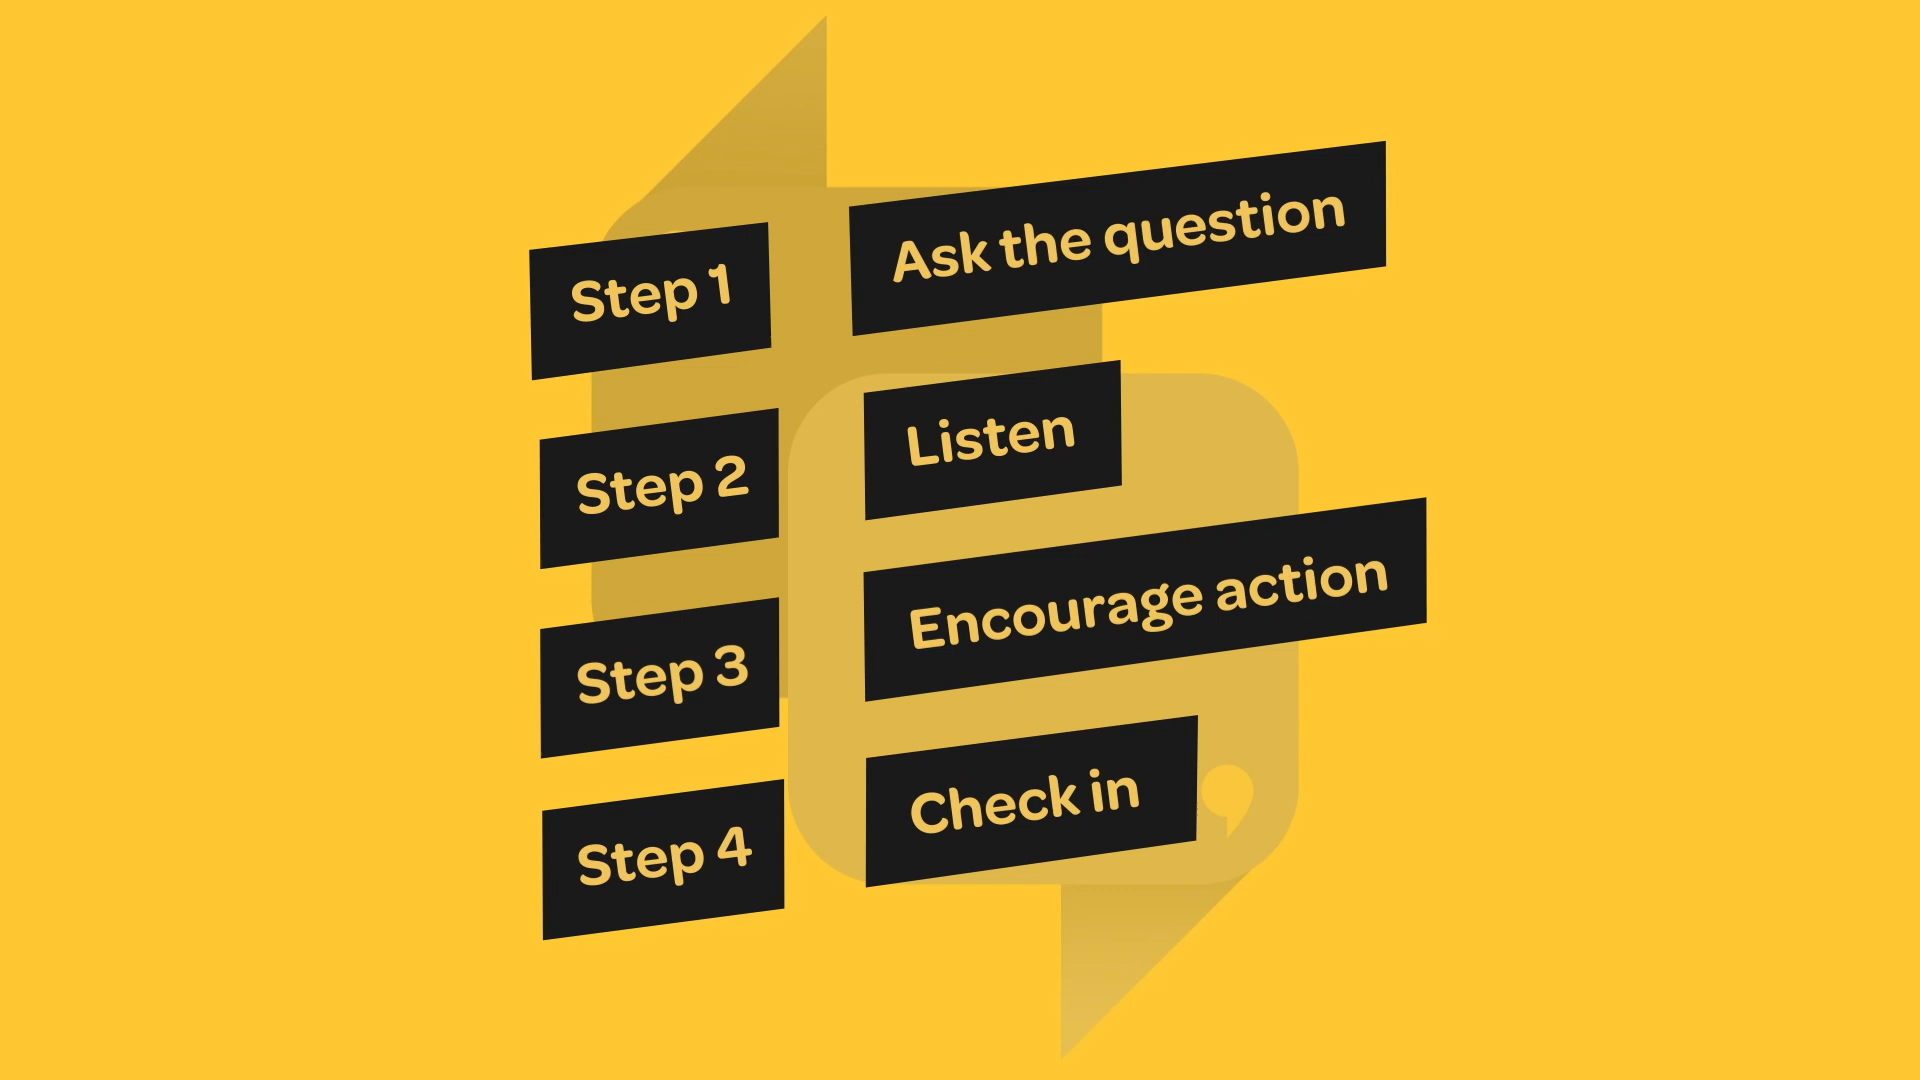 Step 1
Ask the question
Step 2
Listen
Step 3
Encourage action
Step 4
Check in